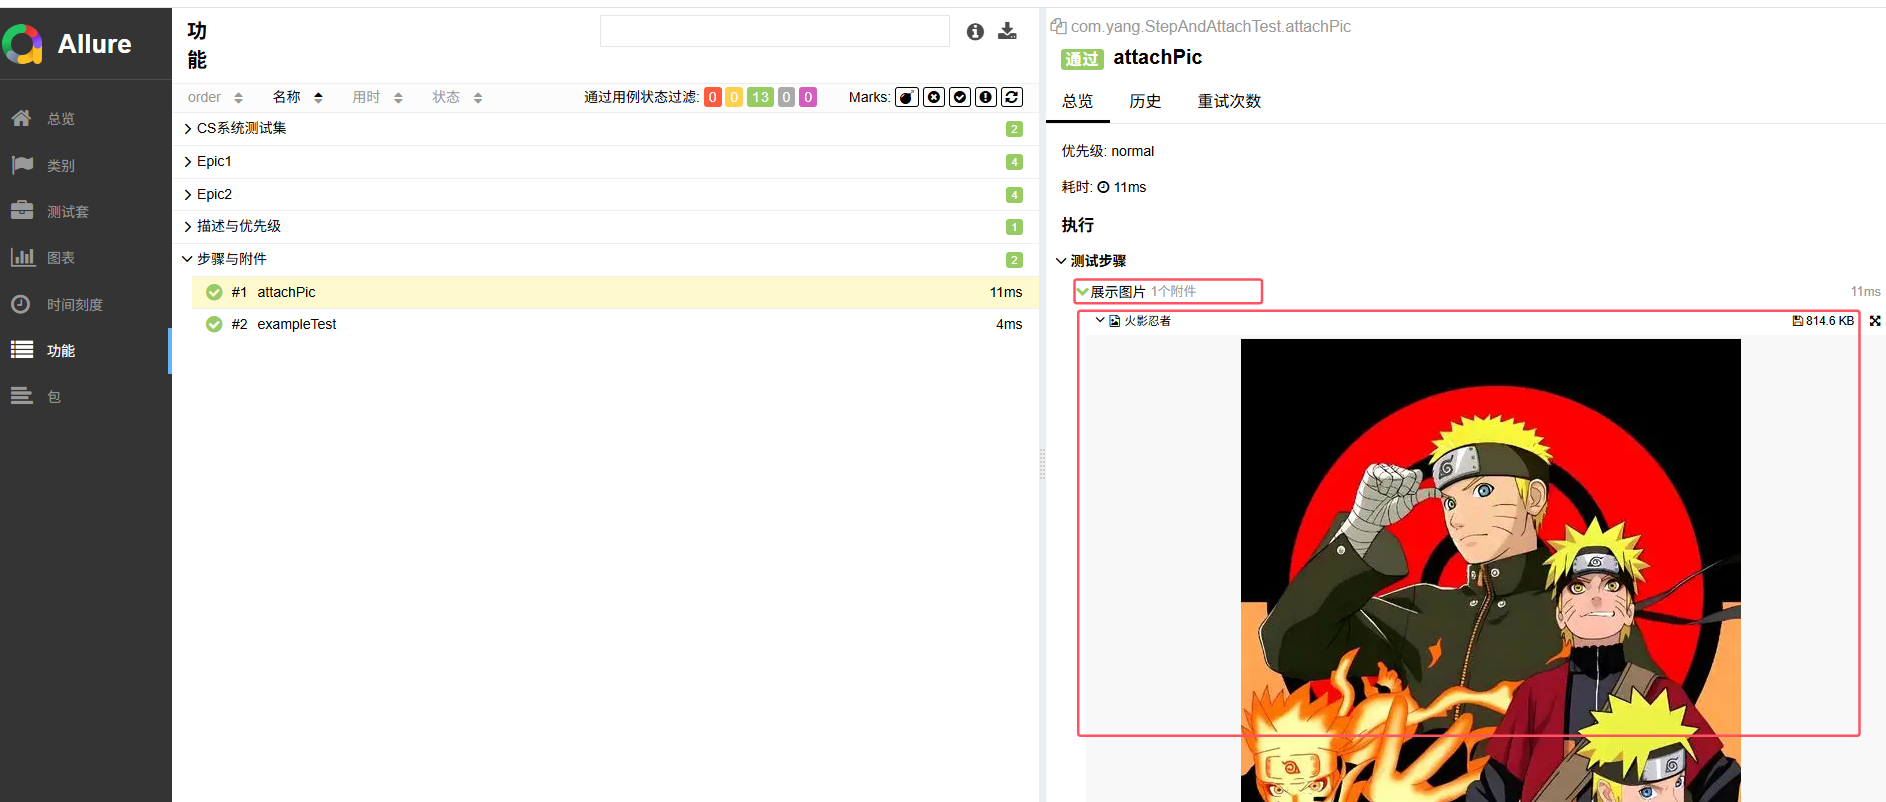 Allure
总览
类别
测试套
图表
时间刻度
功能
包
功
能
order 名称 用时 状态 通过用例状态过滤: 0 0 13 0 0 Marks:
CS系统测试集 2
Epic1 4
Epic2 4
描述与优先级 1
步骤与附件 2
#1 attachPic 11ms
#2 exampleTest 4ms
com.yang.StepAndAttachTest.attachPic
通过 attachPic
总览 历史 重试次数
优先级: normal
耗时: 11ms
执行
测试步骤
展示图片 1个附件 11ms
火影忍者 814.6 KB